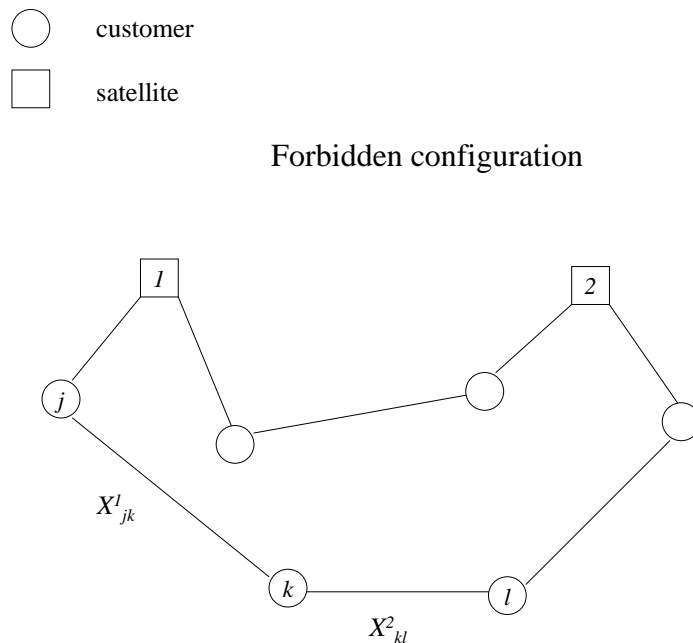 customer
satellite
Forbidden configuration
1
2
j
X¹ⱼₖ
k
l
X²ₖₗ